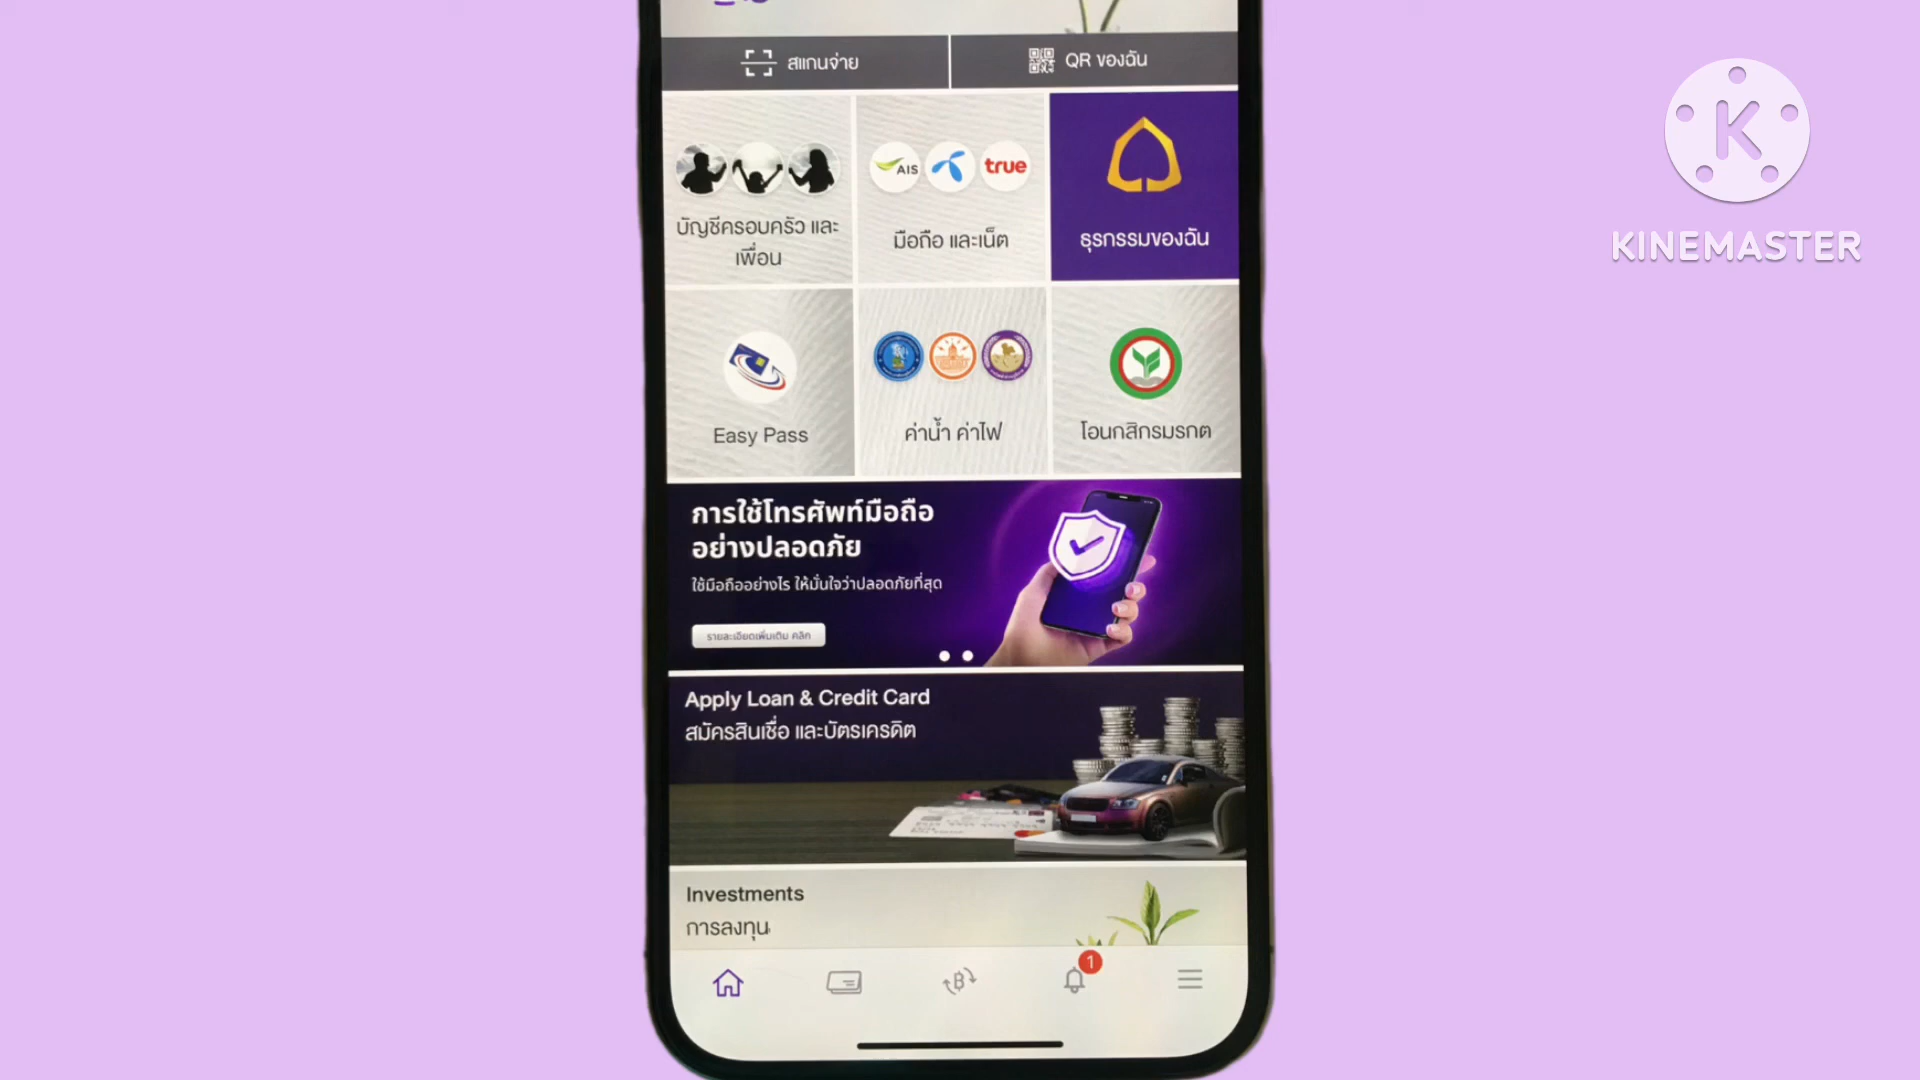 สแกนจ่าย
QR ของฉัน
บัญชีครอบครัว และ
เพื่อน
AIS
true
มือถือ และเน็ต
ธุรกรรมของฉัน
Easy Pass
ค่าน้ำ ค่าไฟ
โอนกสิกรมรกต
การใช้โทรศัพท์มือถือ
อย่างปลอดภัย
ใช้มือถืออย่างไร ให้มั่นใจว่าปลอดภัยที่สุด
รายละเอียดเพิ่มเติม คลิก
Apply Loan & Credit Card
สมัครสินเชื่อ และบัตรเครดิต
Investments
การลงทุน
1
K
KINEMASTER